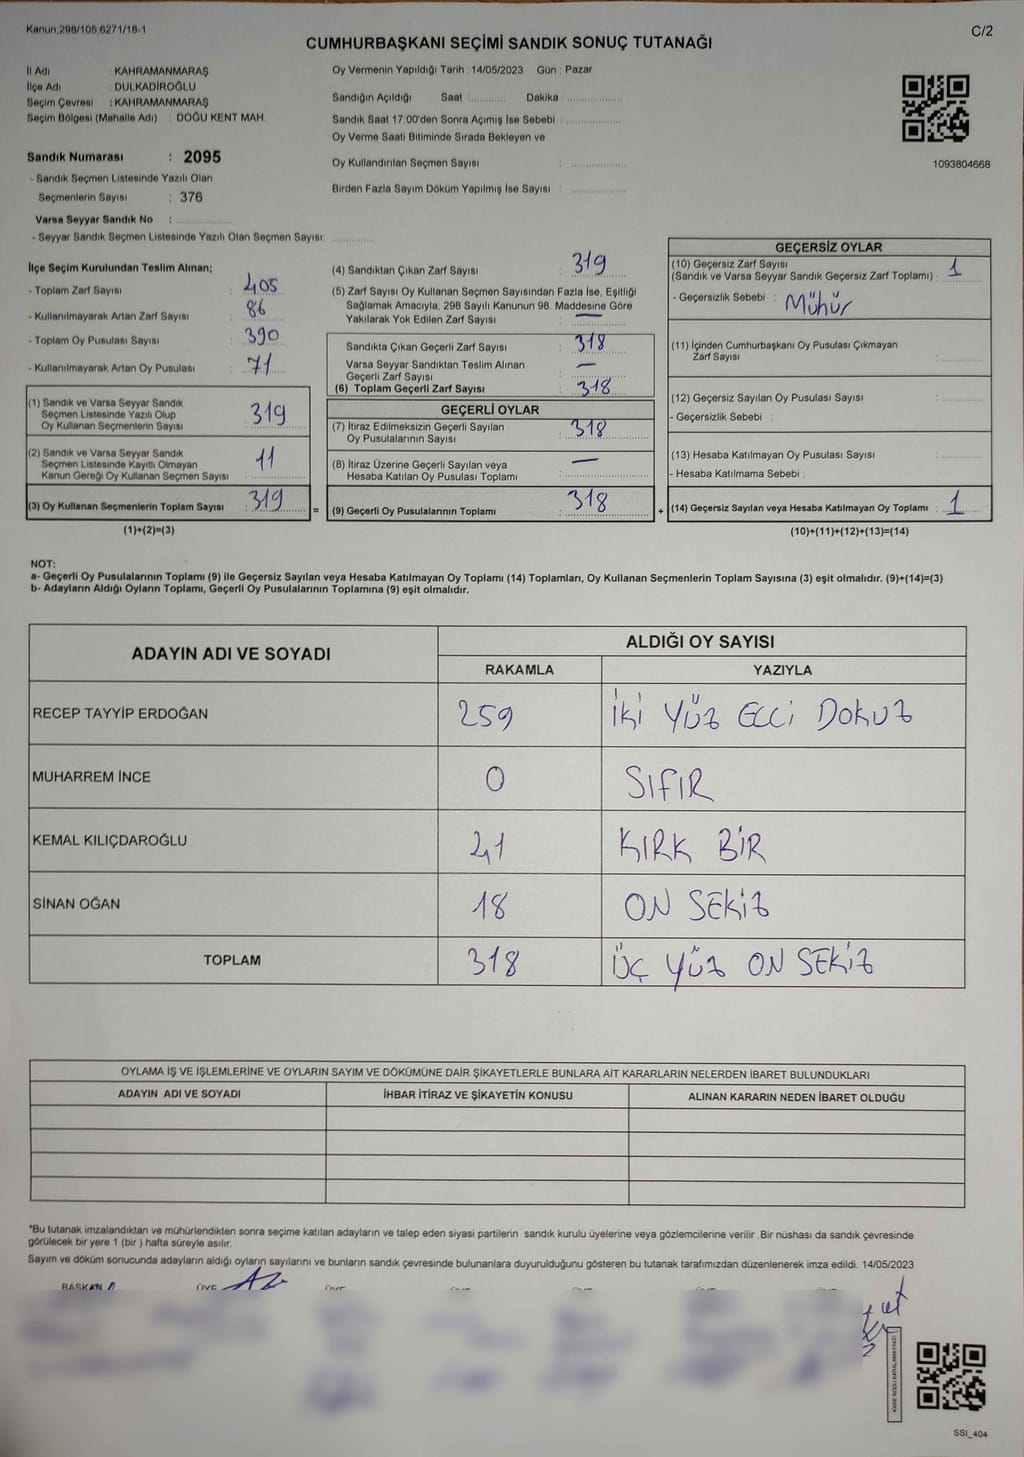 Kanun,298/105,6271/16-1
C/2
CUMHURBAŞKANI SEÇİMİ SANDIK SONUÇ TUTANAĞI
İl Adı : KAHRAMANMARAŞ
İlçe Adı : DULKADİROĞLU
Seçim Çevresi : KAHRAMANMARAŞ
Seçim Bölgesi (Mahalle Adı) : DOĞU KENT MAH.
Sandık Numarası : 2095
- Sandık Seçmen Listesinde Yazılı Olan
Seçmenlerin Sayısı : 376
Varsa Seyyar Sandık No :
- Seyyar Sandık Seçmen Listesinde Yazılı Olan Seçmen Sayısı:
Oy Vermenin Yapıldığı Tarih : 14/05/2023 Gün : Pazar
Sandığın Açıldığı Saat : Dakika :
Sandık Saat 17:00'den Sonra Açımış İse Sebebi :
Oy Verme Saati Bitiminde Sırada Bekleyen ve
Oy Kullandırılan Seçmen Sayısı :
Birden Fazla Sayım Döküm Yapılmış İse Sayısı :
1093804668
İlçe Seçim Kurulundan Teslim Alınan;
- Toplam Zarf Sayısı : 405
- Kullanılmayarak Artan Zarf Sayısı : 86
- Toplam Oy Pusulası Sayısı : 390
- Kullanılmayarak Artan Oy Pusulası : 71
(1) Sandık ve Varsa Seyyar Sandık
Seçmen Listesinde Yazılı Olup
Oy Kullanan Seçmenlerin Sayısı : 319
(2) Sandık ve Varsa Seyyar Sandık
Seçmen Listesinde Kayıtlı Olmayan
Kanun Gereği Oy Kullanan Seçmen Sayısı : 11
(3) Oy Kullanan Seçmenlerin Toplam Sayısı : 319
(1)+(2)=(3)
=
(4) Sandıktan Çıkan Zarf Sayısı : 319
(5) Zarf Sayısı Oy Kullanan Seçmen Sayısından Fazla İse, Eşitliği
Sağlamak Amacıyla, 298 Sayılı Kanunun 98. Maddesine Göre
Yakılarak Yok Edilen Zarf Sayısı : —
Sandıkta Çıkan Geçerli Zarf Sayısı : 318
Varsa Seyyar Sandıktan Teslim Alınan
Geçerli Zarf Sayısı : —
(6) Toplam Geçerli Zarf Sayısı : 318
GEÇERLİ OYLAR
(7) İtiraz Edilmeksizin Geçerli Sayılan
Oy Pusulalarının Sayısı : 318
(8) İtiraz Üzerine Geçerli Sayılan veya
Hesaba Katılan Oy Pusulası Toplamı : —
(9) Geçerli Oy Pusulalarının Toplamı : 318
+
GEÇERSİZ OYLAR
(10) Geçersiz Zarf Sayısı
(Sandık ve Varsa Seyyar Sandık Geçersiz Zarf Toplamı) : 1
- Geçersizlik Sebebi : Mühür
(11) İçinden Cumhurbaşkanı Oy Pusulası Çıkmayan
Zarf Sayısı :
(12) Geçersiz Sayılan Oy Pusulası Sayısı :
- Geçersizlik Sebebi :
(13) Hesaba Katılmayan Oy Pusulası Sayısı :
- Hesaba Katılmama Sebebi :
(14) Geçersiz Sayılan veya Hesaba Katılmayan Oy Toplamı : 1
(10)+(11)+(12)+(13)=(14)
NOT:
a- Geçerli Oy Pusulalarının Toplamı (9) ile Geçersiz Sayılan veya Hesaba Katılmayan Oy Toplamı (14) Toplamları, Oy Kullanan Seçmenlerin Toplam Sayısına (3) eşit olmalıdır. (9)+(14)=(3)
b- Adayların Aldığı Oyların Toplamı, Geçerli Oy Pusulalarının Toplamına (9) eşit olmalıdır.
ADAYIN ADI VE SOYADI
ALDIĞI OY SAYISI
RAKAMLA YAZIYLA
RECEP TAYYİP ERDOĞAN 259 İKİ YÜZ ELLİ DOKUZ
MUHARREM İNCE 0 SIFIR
KEMAL KILIÇDAROĞLU 41 KIRK BİR
SİNAN OĞAN 18 ON SEKİZ
TOPLAM 318 ÜÇ YÜZ ON SEKİZ
OYLAMA İŞ VE İŞLEMLERİNE VE OYLARIN SAYIM VE DÖKÜMÜNE DAİR ŞİKAYETLERLE BUNLARA AİT KARARLARIN NELERDEN İBARET BULUNDUKLARI
ADAYIN ADI VE SOYADI İHBAR İTİRAZ VE ŞİKAYETİN KONUSU ALINAN KARARIN NEDEN İBARET OLDUĞU
*Bu tutanak imzalandıktan ve mühürlendikten sonra seçime katılan adayların ve talep eden siyasi partilerin sandık kurulu üyelerine veya gözlemcilerine verilir .Bir nüshası da sandık çevresinde
görülecek bir yere 1 (bir ) hafta süreyle asılır.
Sayım ve döküm sonucunda adayların aldığı oyların sayılarını ve bunların sandık çevresinde bulunanlara duyurulduğunu gösteren bu tutanak tarafımızdan düzenlenerek imza edildi. 14/05/2023
BAŞKAN ÜYE
KARE KODU KARALAMAYINIZ!
SSI_404